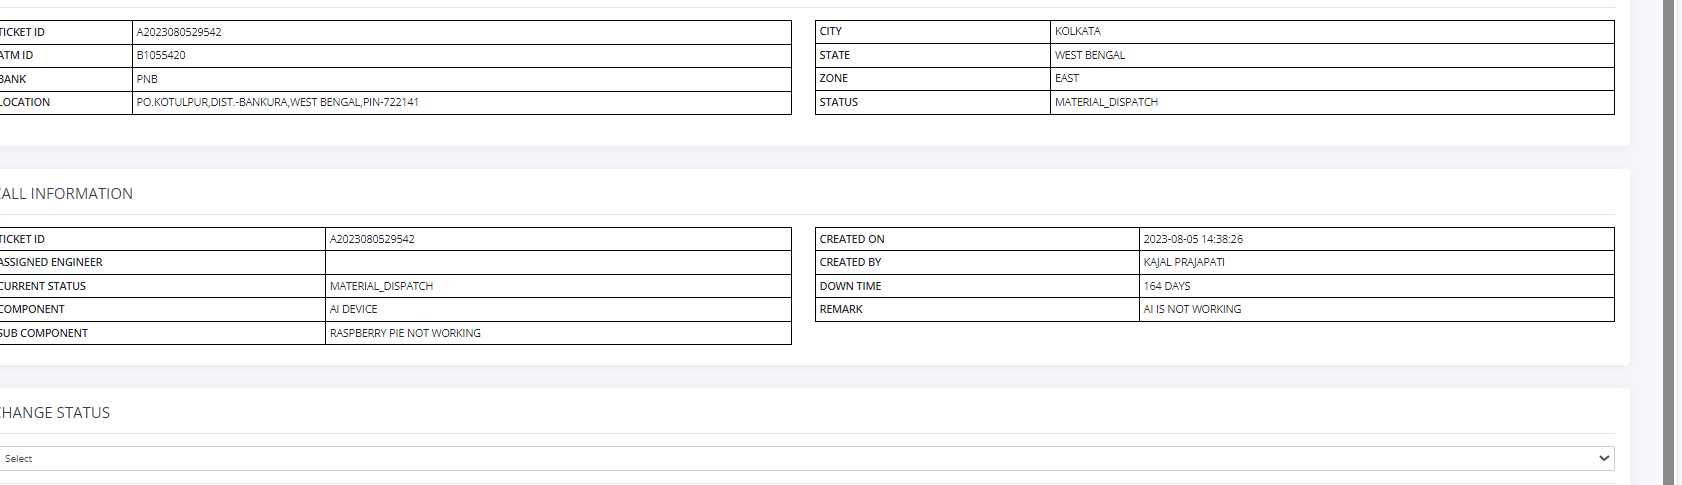 TICKET ID A2023080529542
ATM ID B1055420
BANK PNB
LOCATION PO.KOTULPUR,DIST.-BANKURA,WEST BENGAL,PIN-722141
CITY KOLKATA
STATE WEST BENGAL
ZONE EAST
STATUS MATERIAL_DISPATCH
CALL INFORMATION
TICKET ID A2023080529542
ASSIGNED ENGINEER
CURRENT STATUS MATERIAL_DISPATCH
COMPONENT AI DEVICE
SUB COMPONENT RASPBERRY PIE NOT WORKING
CREATED ON 2023-08-05 14:38:26
CREATED BY KAJAL PRAJAPATI
DOWN TIME 164 DAYS
REMARK AI IS NOT WORKING
CHANGE STATUS
Select